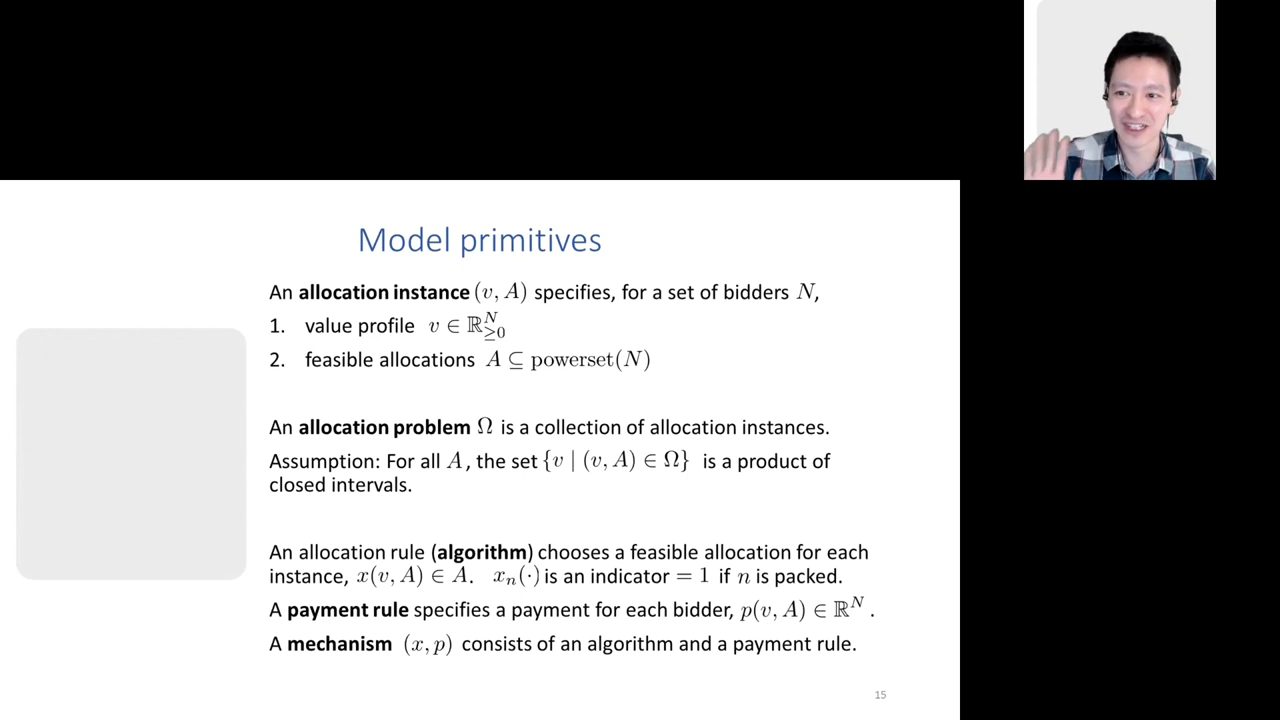 Model primitives
An allocation instance (v, A) specifies, for a set of bidders N,
1. value profile v ∈ ℝ^N_≥0
2. feasible allocations A ⊆ powerset(N)
An allocation problem Ω is a collection of allocation instances.
Assumption: For all A, the set {v | (v, A) ∈ Ω} is a product of
closed intervals.
An allocation rule (algorithm) chooses a feasible allocation for each
instance, x(v, A) ∈ A. xₙ(·) is an indicator = 1 if n is packed.
A payment rule specifies a payment for each bidder, p(v, A) ∈ ℝ^N .
A mechanism (x, p) consists of an algorithm and a payment rule.
15